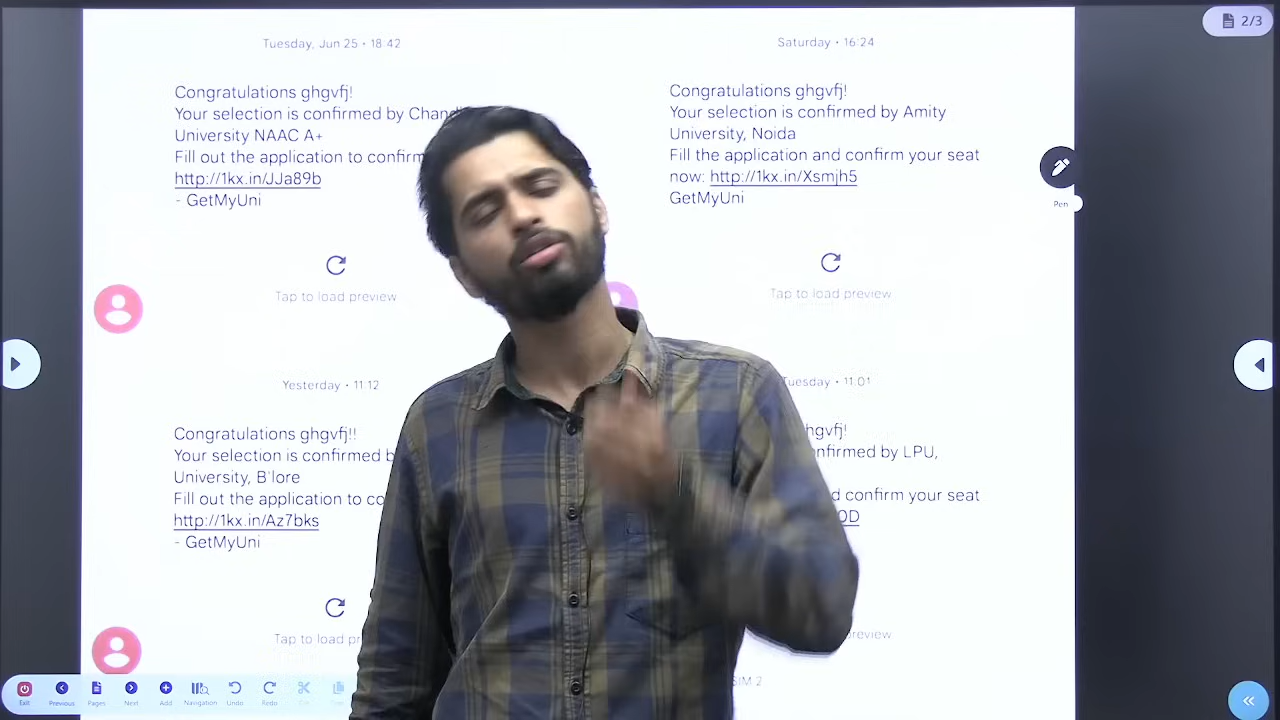 2/3
Tuesday, Jun 25 • 18:42
Congratulations ghgvfj!
Your selection is confirmed by
University NAAC A+
Fill out the application to confirm
http://1kx.in/JJa89b
- GetMyUni
Tap to load preview
Saturday • 16:24
Congratulations ghgvfj!
Your selection is confirmed by Amity
University, Noida
Fill the application and confirm your seat
now: http://1kx.in/Xsmjh5
GetMyUni
Tap to load preview
Pen
Yesterday • 11:12
Congratulations ghgvfj!!
Your selection is confirmed
University, B'lore
Fill out the application to
http://1kx.in/Az7bks
- GetMyUni
Tap to load
Tuesday • 11:01
confirmed by LPU,
confirm your seat
SIM 2
Exit
Previous
Pages
Next
Add
Navigation
Undo
Redo